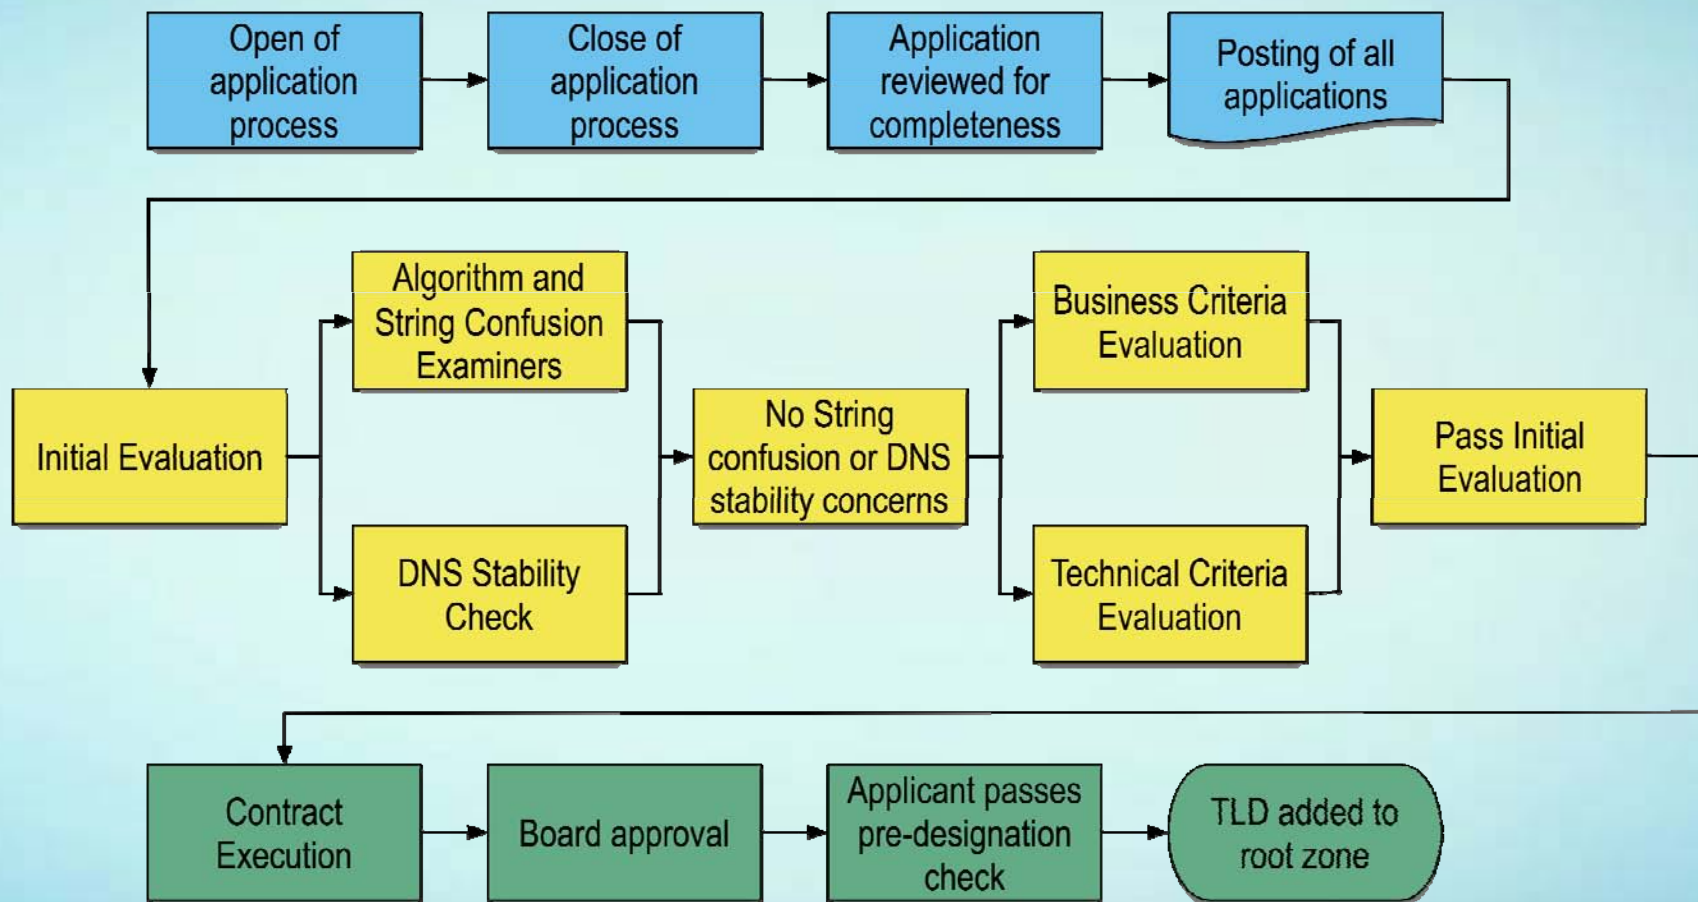 Open of
application
process
Close of
application
process
Application
reviewed for
completeness
Posting of all
applications
Initial Evaluation
Algorithm and
String Confusion
Examiners
DNS Stability
Check
No String
confusion or DNS
stability concerns
Business Criteria
Evaluation
Technical Criteria
Evaluation
Pass Initial
Evaluation
Contract
Execution
Board approval
Applicant passes
pre-designation
check
TLD added to
root zone